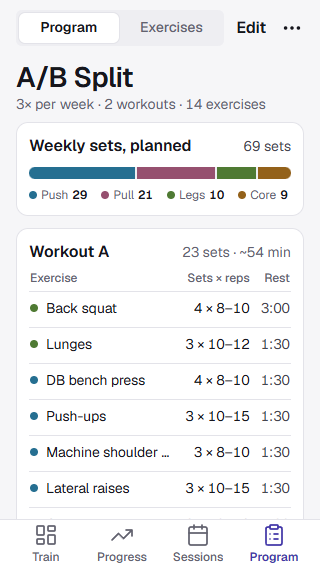 Program Exercises Edit
A/B Split
3× per week · 2 workouts · 14 exercises
Weekly sets, planned 69 sets
Push 29 Pull 21 Legs 10 Core 9
Workout A 23 sets · ~54 min
Exercise Sets × reps Rest
Back squat 4 × 8–10 3:00
Lunges 3 × 10–12 1:30
DB bench press 4 × 8–10 1:30
Push-ups 3 × 10–15 1:30
Machine shoulder ... 3 × 8–10 1:30
Lateral raises 3 × 10–15 1:30
Train Progress Sessions Program